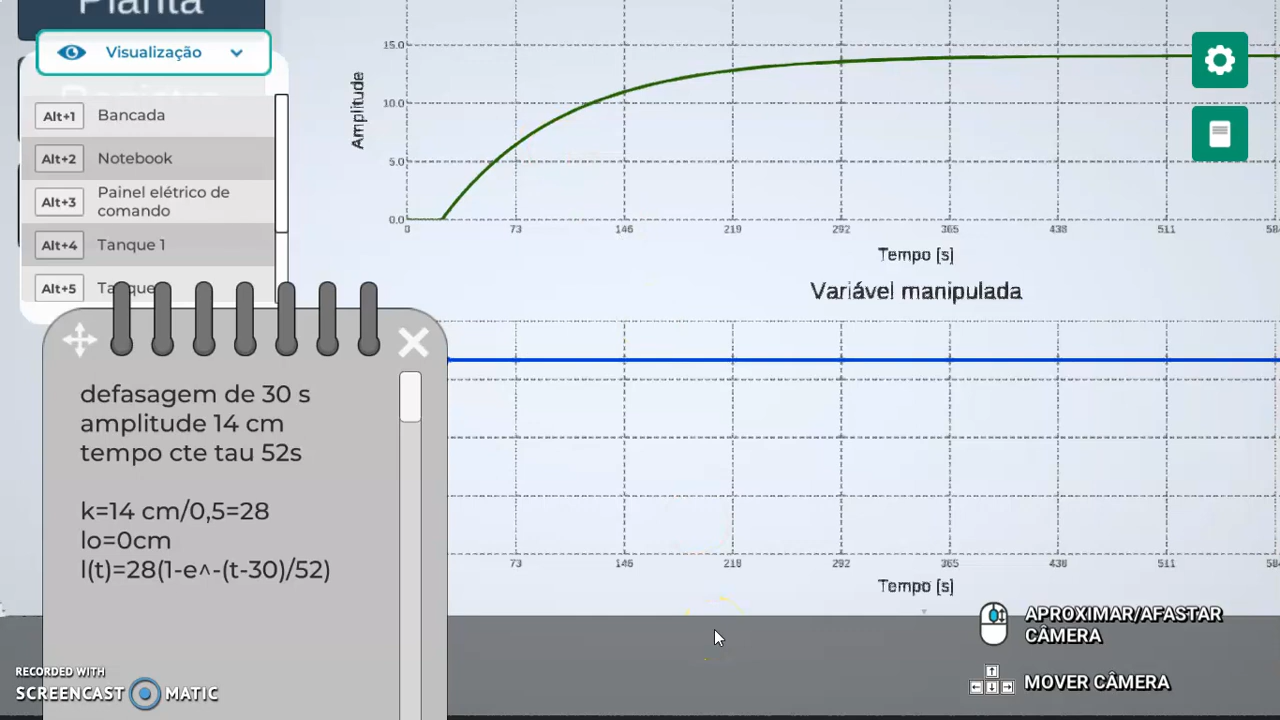 Planta
Visualização
Alt+1 Bancada
Alt+2 Notebook
Alt+3 Painel elétrico de comando
Alt+4 Tanque 1
Alt+5
defasagem de 30 s
amplitude 14 cm
tempo cte tau 52s
k=14 cm/0,5=28
lo=0cm
l(t)=28(1-e^-(t-30)/52)
Amplitude
15.0
10.0
5.0
0.0
0 73 146 219 292 365 438 511 584
Tempo [s]
Variável manipulada
73 146 218 292 365 438 511 584
Tempo [s]
APROXIMAR/AFASTAR
CÂMERA
MOVER CÂMERA
RECORDED WITH
SCREENCAST MATIC